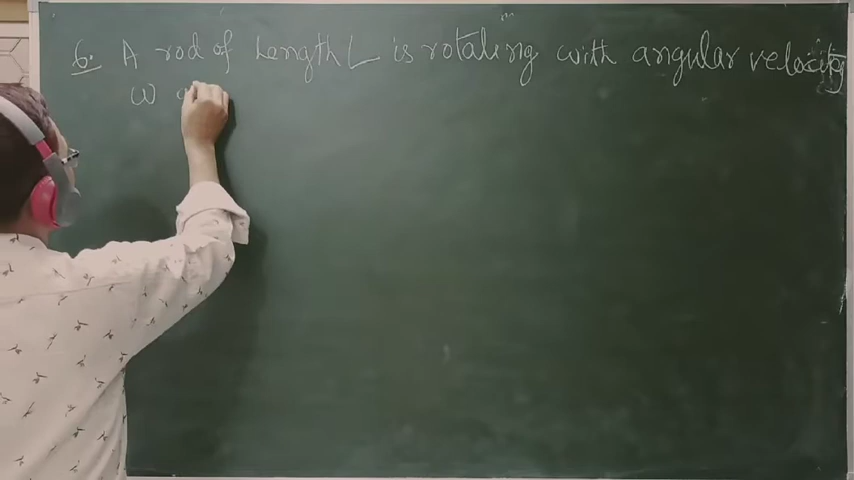 6. A rod of Length L is rotating with angular velocity
ω